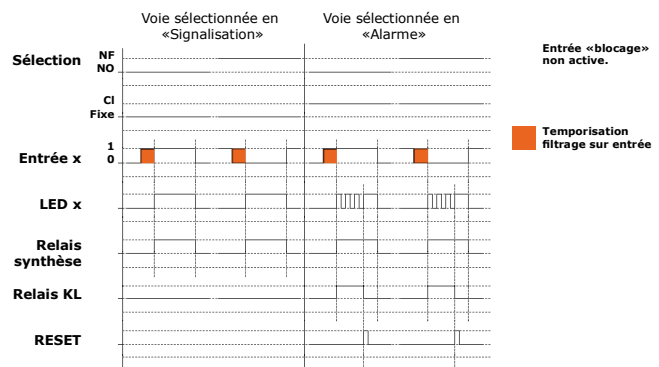 Voie sélectionnée en
«Signalisation»
Voie sélectionnée en
«Alarme»
Sélection
NF
NO
Cl
Fixe
Entrée x
1
0
LED x
Relais
synthèse
Relais KL
RESET
Entrée «blocage»
non active.
Temporisation
filtrage sur entrée